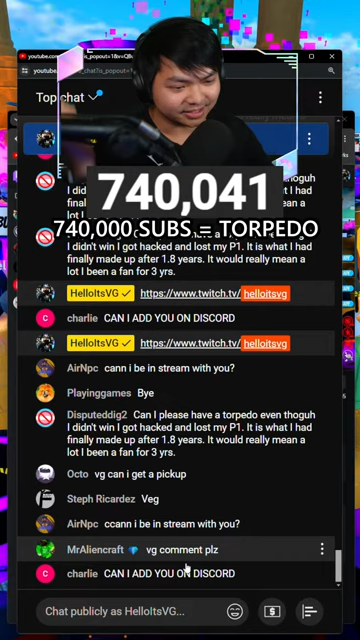 Top chat
740,041
740,000 SUBS = TORPEDO
I didn't win I got hacked and lost my P1. It is what I had
finally made up after 1.8 years. It would really mean a
lot I been a fan for 3 yrs.
HelloItsVG https://www.twitch.tv/helloitsvg
charlie CAN I ADD YOU ON DISCORD
HelloItsVG https://www.twitch.tv/helloitsvg
AirNpc cann i be in stream with you?
Playinggames Bye
Disputeddig2 Can I please have a torpedo even thoguh
I didn't win I got hacked and lost my P1. It is what I had
finally made up after 1.8 years. It would really mean a
lot I been a fan for 3 yrs.
Octo vg can i get a pickup
Steph Ricardez Veg
AirNpc ccann i be in stream with you?
MrAliencraft vg comment plz
charlie CAN I ADD YOU ON DISCORD
Chat publicly as HelloItsVG...